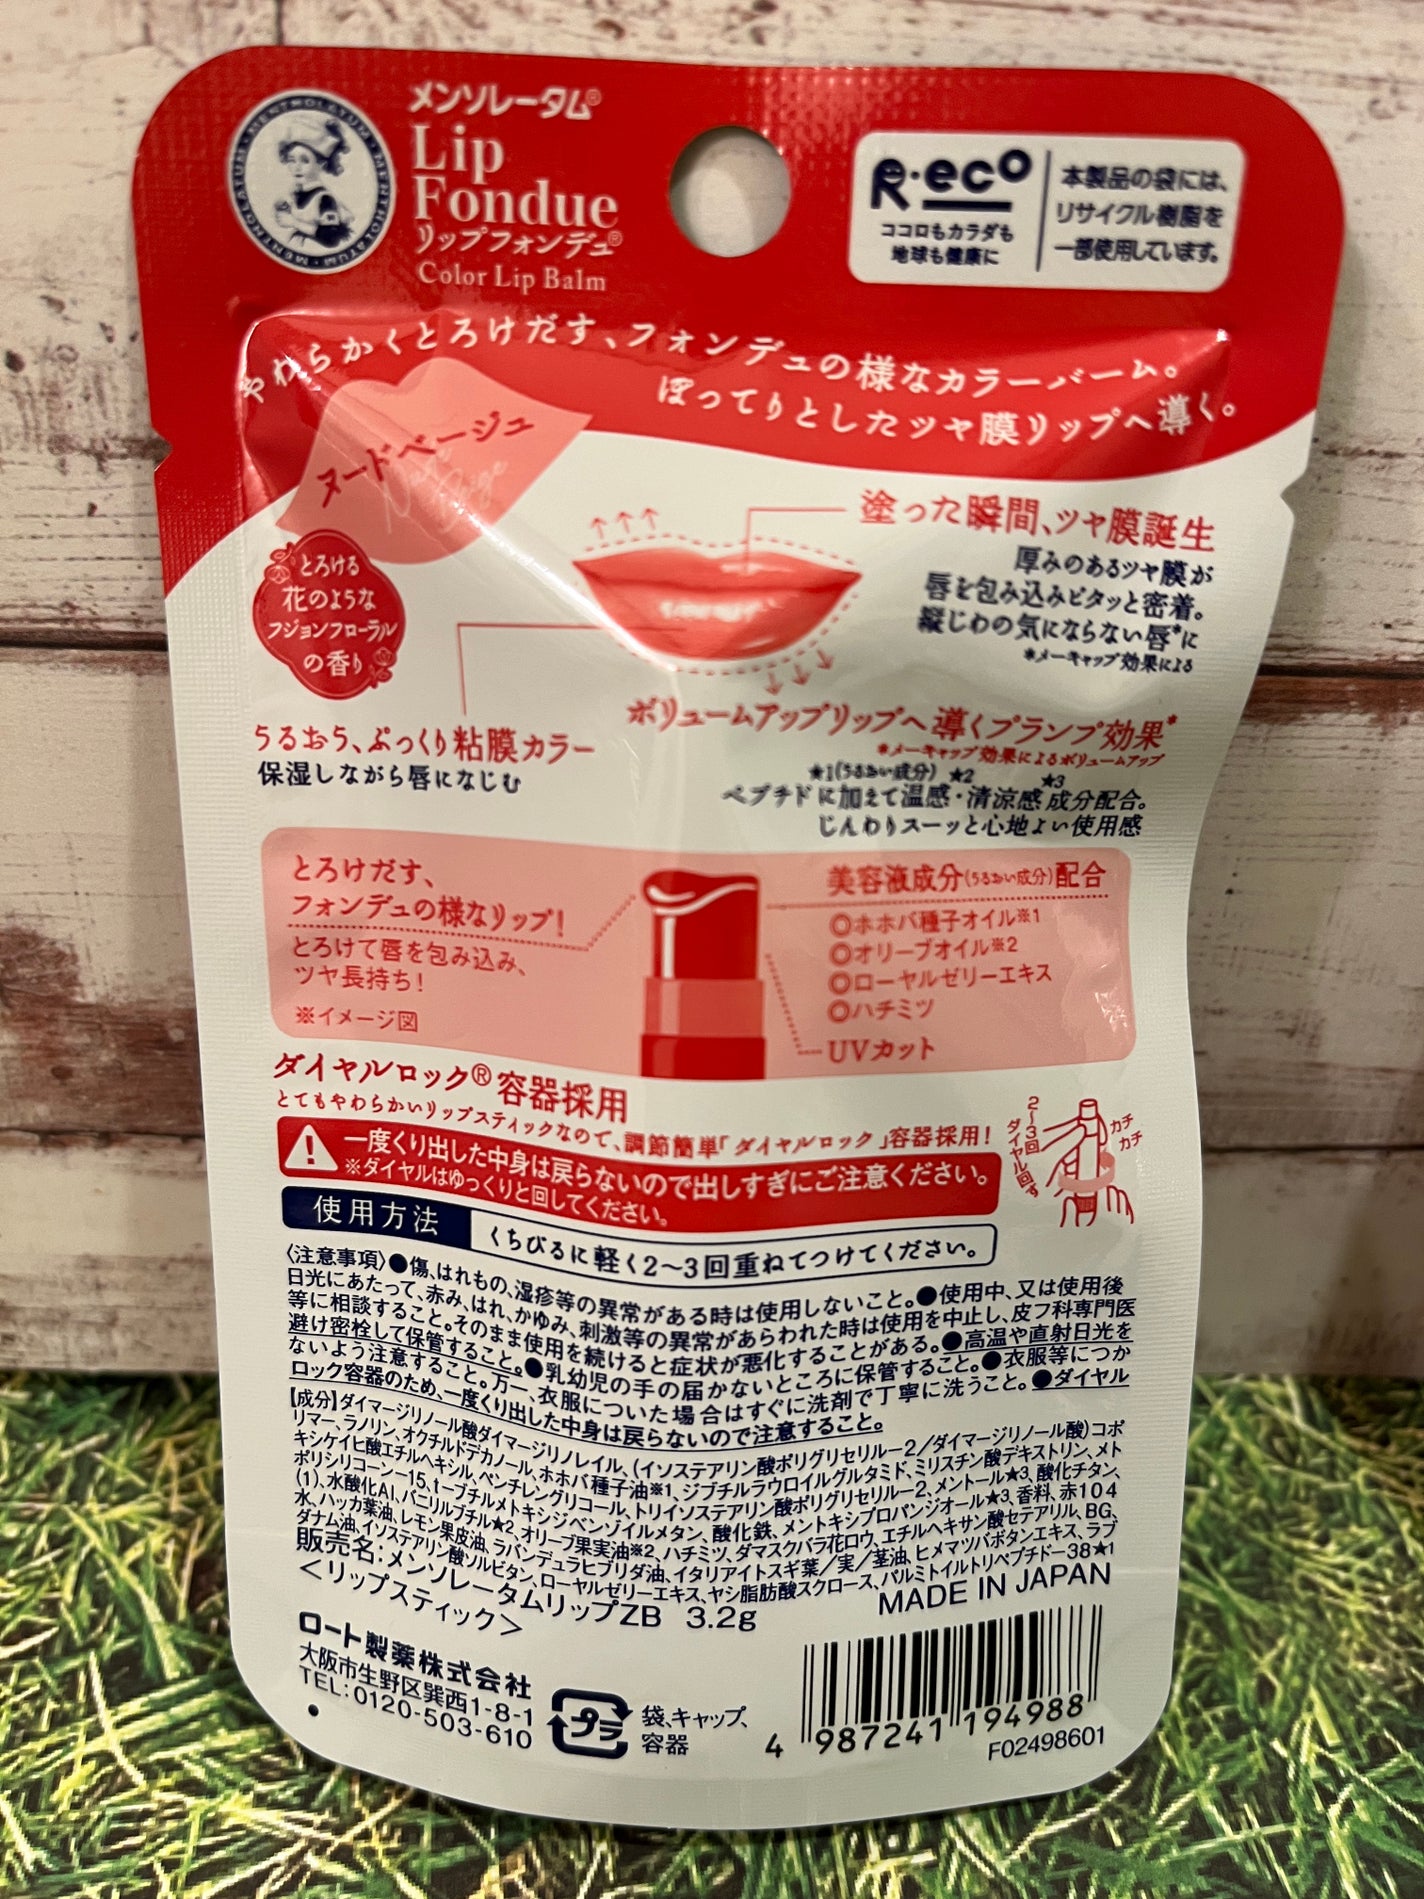 MENTHOLATUM・MENTHOLATUM・MENTHOLATUM・
メンソレータム®
Lip
Fondue
リップフォンデュ®
Color Lip Balm
R・eco
ココロもカラダも
地球も健康に
本製品の袋には、
リサイクル樹脂を
一部使用しています。
やわらかくとろけだす、フォンデュの様なカラーバーム。
ぽってりとしたツヤ膜リップへ導く。
ヌードベージュ
Nude
Beige
とろける
花のような
フュージョンフローラル
の香り
塗った瞬間、ツヤ膜誕生
厚みのあるツヤ膜が
唇を包み込みピタッと密着。
縦じわの気にならない唇*に
*メーキャップ効果による
うるおう、ぷっくり粘膜カラー
保湿しながら唇になじむ
ボリュームアップリップへ導くプランプ効果*
*メーキャップ効果によるボリュームアップ
★1(うるおい成分) ★2 ★3
ペプチドに加えて温感・清涼感成分配合。
じんわりスーッと心地よい使用感
とろけだす、
フォンデュの様なリップ!
とろけて唇を包み込み、
ツヤ長持ち!
※イメージ図
美容液成分(うるおい成分)配合
◎ホホバ種子オイル※1
◎オリーブオイル※2
◎ローヤルゼリーエキス
◎ハチミツ
UVカット
ダイヤルロック®容器採用
とてもやわらかいリップスティックなので、調節簡単「ダイヤルロック」容器採用!
一度くり出した中身は戻らないので出しすぎにご注意ください。
※ダイヤルはゆっくりと回してください。
2〜3回
ダイヤル回す
カチ
カチ
使用方法 くちびるに軽く2〜3回重ねてつけてください。
〈注意事項〉●傷、はれもの、湿疹等の異常がある時は使用しないこと。●使用中、又は使用後
日光にあたって、赤み、はれ、かゆみ、刺激等の異常があらわれた時は使用を中止し、皮フ科専門医
等に相談すること。そのまま使用を続けると症状が悪化することがある。●高温や直射日光を
避け密栓して保管すること。●乳幼児の手の届かないところに保管すること。●衣服等につか
ないよう注意すること。万一、衣服についた場合はすぐに洗剤で丁寧に洗うこと。●ダイヤル
ロック容器のため、一度くり出した中身は戻らないので注意すること。
【成分】ダイマージリノール酸ダイマージリノレイル、(イソステアリン酸ポリグリセリル-2/ダイマージリノール酸)コポ
リマー、ラノリン、オクチルドデカノール、ホホバ種子油※1、ジブチルラウロイルグルタミド、ミリスチン酸デキストリン、メト
キシケイヒ酸エチルヘキシル、ペンチレングリコール、トリイソステアリン酸ポリグリセリル-2、メントール★3、酸化チタン、
ポリシリコーン-15、t-ブチルメトキシジベンゾイルメタン、酸化鉄、メントキシプロパンジオール★3、香料、赤104
(1)、水酸化Al、バニリルブチル★2、オリーブ果実油※2、ハチミツ、ダマスクバラ花ロウ、エチルヘキサン酸セテアリル、BG、
水、ハッカ葉油、レモン果皮油、ラバンデュラヒブリダ油、イタリアイトスギ葉/実/茎油、ヒメマツバボタンエキス、ラブ
ダナム油、イソステアリン酸ソルビタン、ローヤルゼリーエキス、ヤシ脂肪酸スクロース、パルミトイルトリペプチド-38★1
販売名:メンソレータムリップZB 3.2g
<リップスティック>
MADE IN JAPAN
ロート製薬株式会社
大阪市生野区巽西1-8-1
TEL:0120-503-610
プラ
袋、キャップ、
容器
4 987241 194988
F02498601